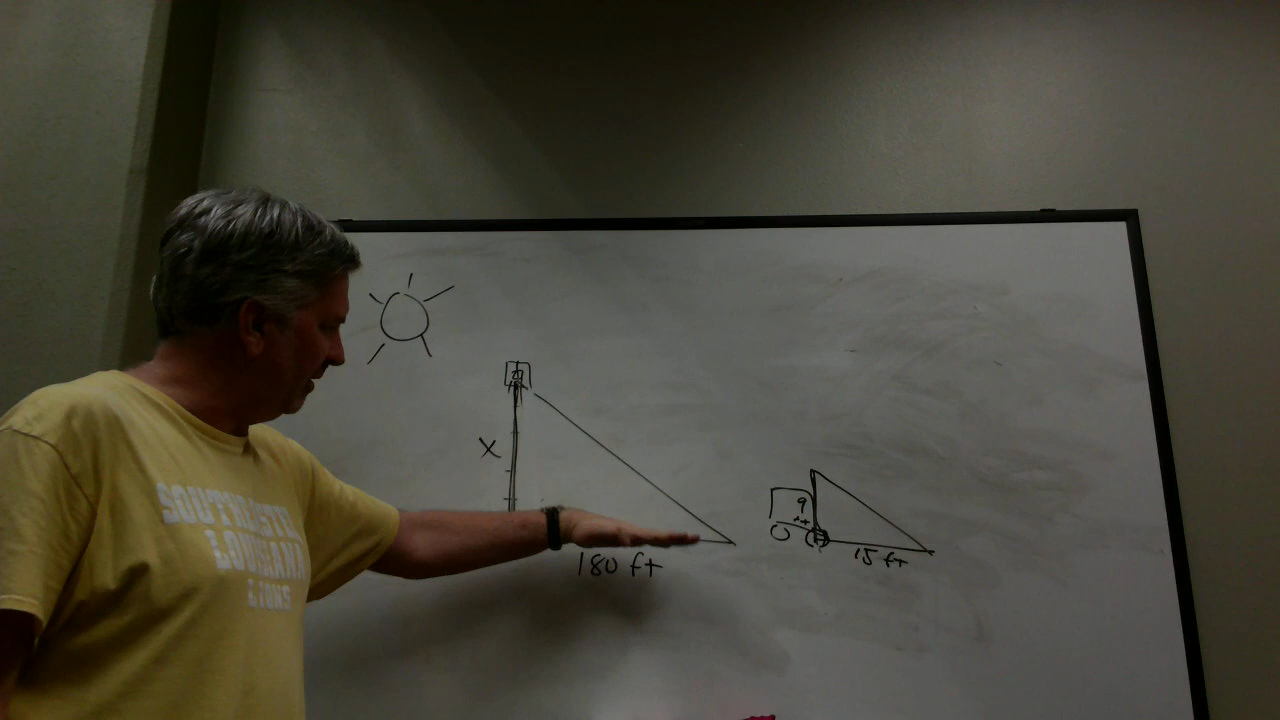 X
180 ft
9
ft
15 ft
SOUTHEASTERN
LOUISIANA
LIONS